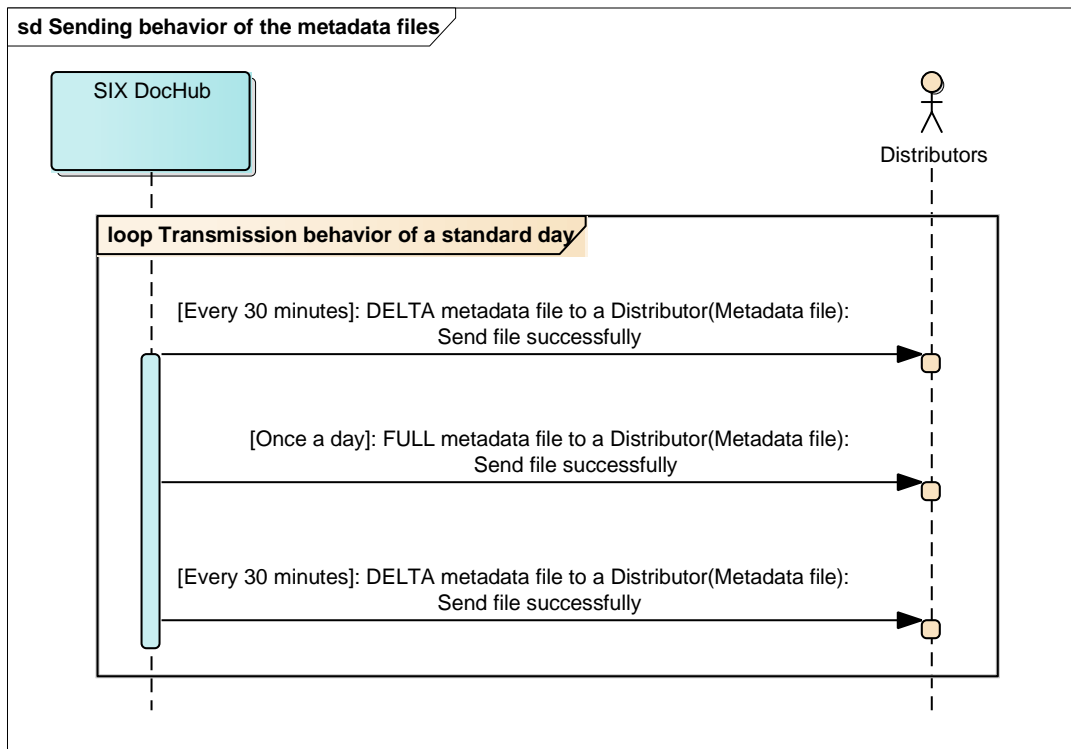 sd Sending behavior of the metadata files
SIX DocHub
Distributors
loop Transmission behavior of a standard day
[Every 30 minutes]: DELTA metadata file to a Distributor(Metadata file):
Send file successfully
[Once a day]: FULL metadata file to a Distributor(Metadata file):
Send file successfully
[Every 30 minutes]: DELTA metadata file to a Distributor(Metadata file):
Send file successfully